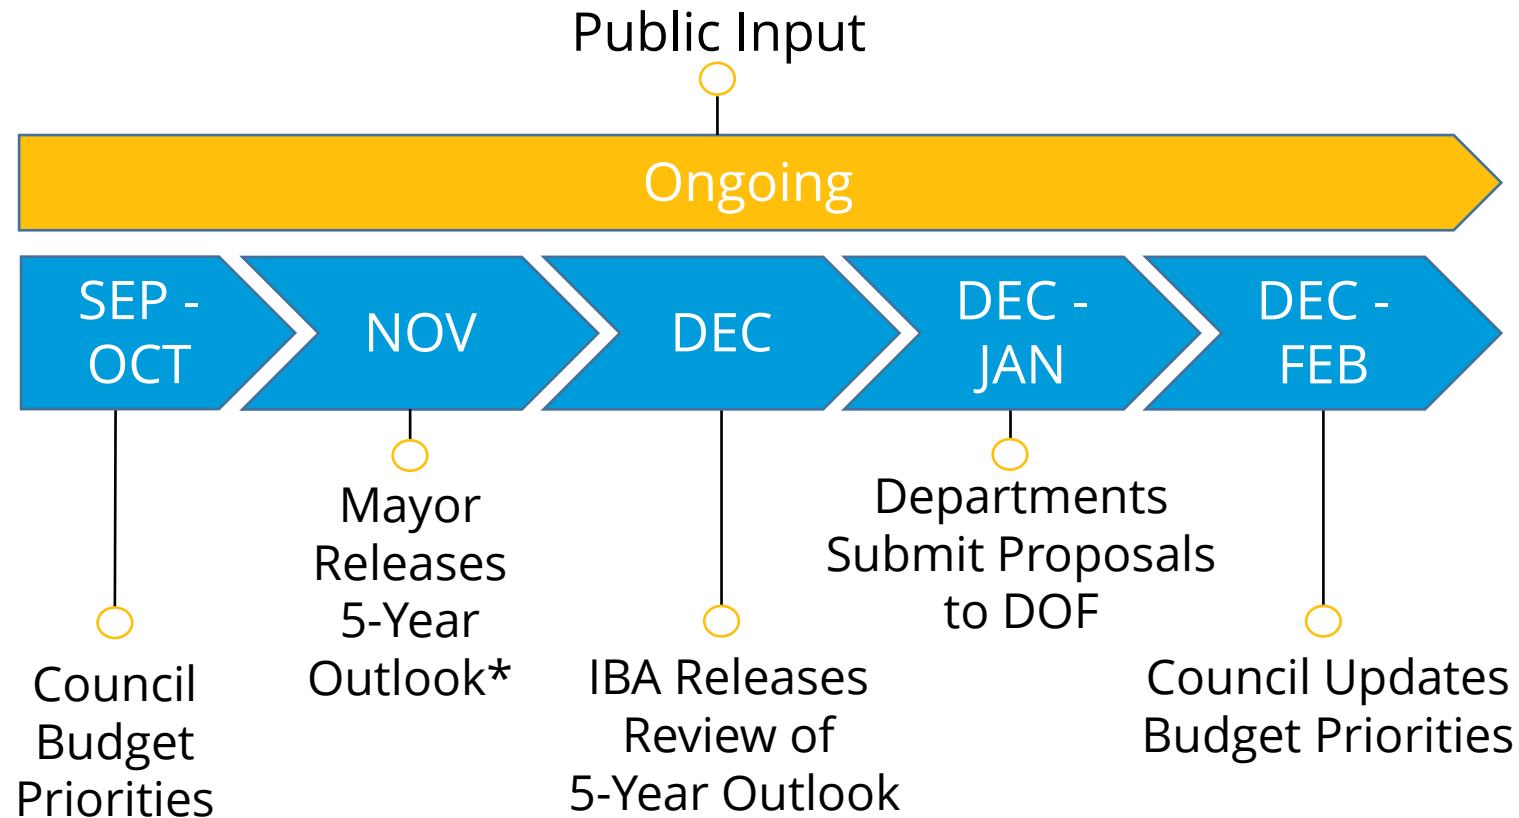 Public Input
Ongoing
SEP -
OCT
NOV
DEC
DEC -
JAN
DEC -
FEB
Council
Budget
Priorities
Mayor
Releases
5-Year
Outlook*
IBA Releases
Review of
5-Year Outlook
Departments
Submit Proposals
to DOF
Council Updates
Budget Priorities